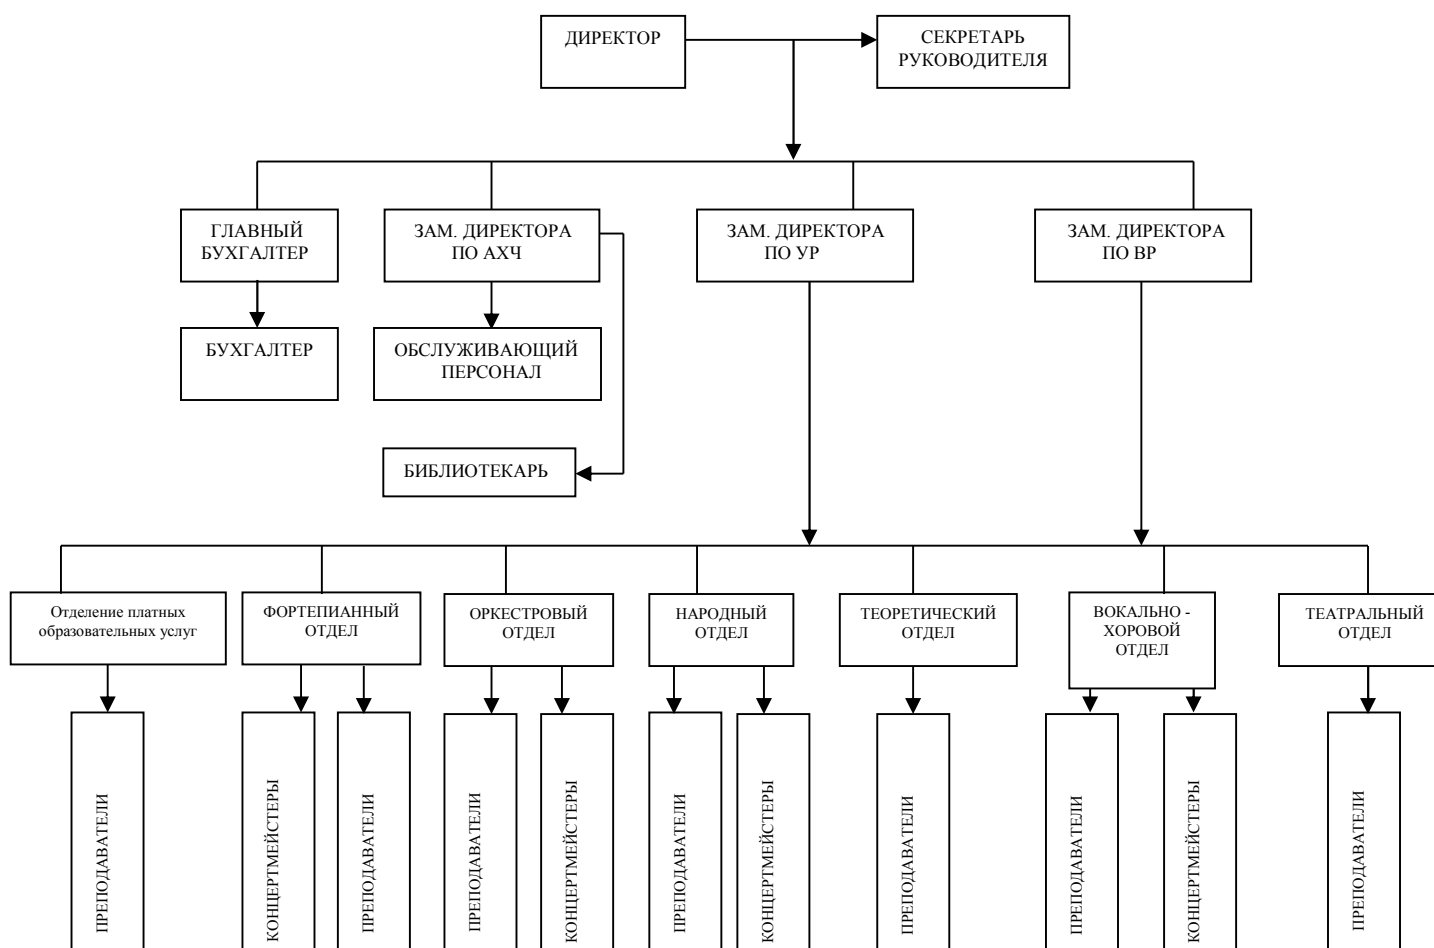 ДИРЕКТОР
СЕКРЕТАРЬ
РУКОВОДИТЕЛЯ
ГЛАВНЫЙ
БУХГАЛТЕР
ЗАМ. ДИРЕКТОРА
ПО АХЧ
ЗАМ. ДИРЕКТОРА
ПО УР
ЗАМ. ДИРЕКТОРА
ПО ВР
БУХГАЛТЕР
ОБСЛУЖИВАЮЩИЙ
ПЕРСОНАЛ
БИБЛИОТЕКАРЬ
Отделение платных
образовательных услуг
ФОРТЕПИАННЫЙ
ОТДЕЛ
ОРКЕСТРОВЫЙ
ОТДЕЛ
НАРОДНЫЙ
ОТДЕЛ
ТЕОРЕТИЧЕСКИЙ
ОТДЕЛ
ВОКАЛЬНО -
ХОРОВОЙ
ОТДЕЛ
ТЕАТРАЛЬНЫЙ
ОТДЕЛ
ПРЕПОДАВАТЕЛИ
КОНЦЕРТМЕЙСТЕРЫ
ПРЕПОДАВАТЕЛИ
ПРЕПОДАВАТЕЛИ
КОНЦЕРТМЕЙСТЕРЫ
ПРЕПОДАВАТЕЛИ
КОНЦЕРТМЕЙСТЕРЫ
ПРЕПОДАВАТЕЛИ
ПРЕПОДАВАТЕЛИ
КОНЦЕРТМЕЙСТЕРЫ
ПРЕПОДАВАТЕЛИ